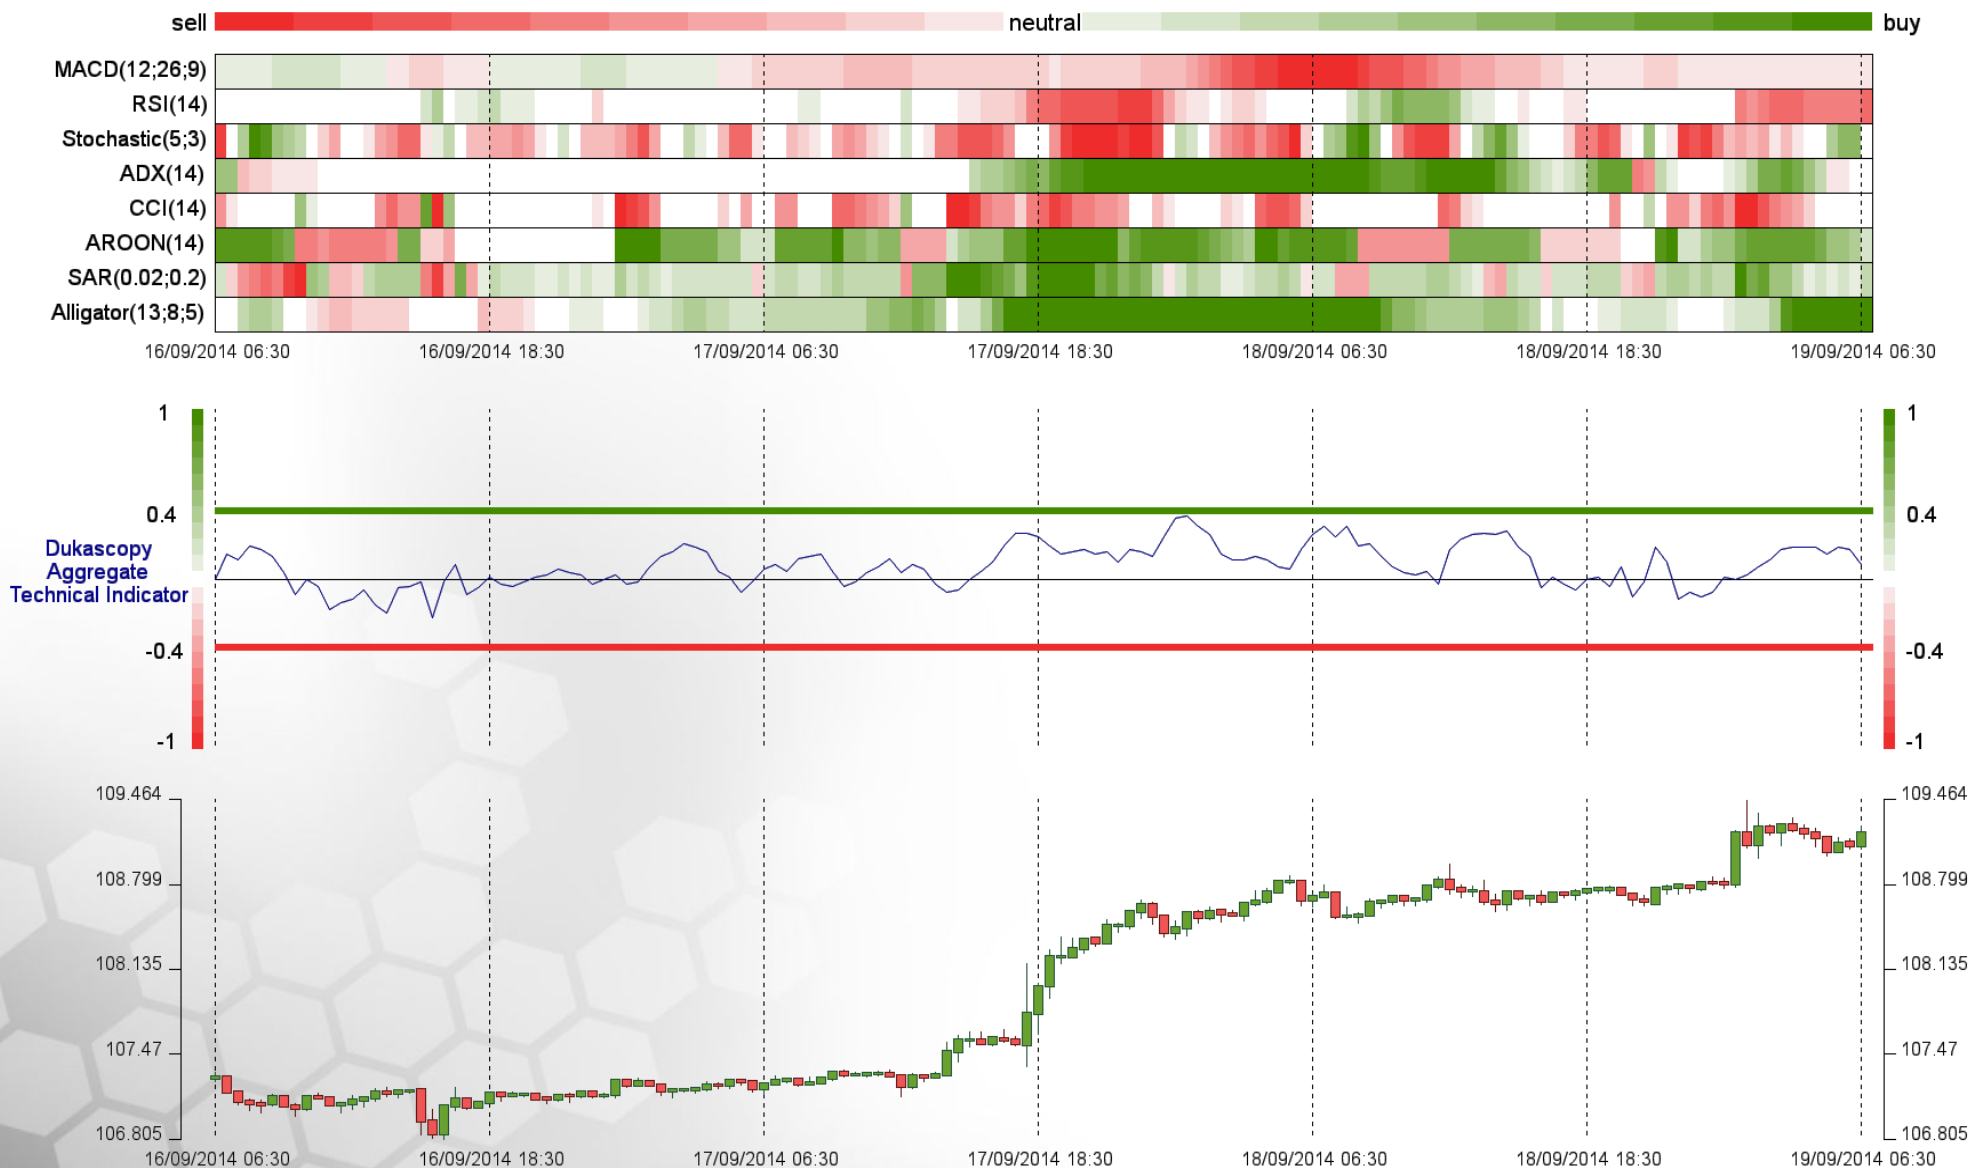 sell neutral buy
MACD(12;26;9)
RSI(14)
Stochastic(5;3)
ADX(14)
CCI(14)
AROON(14)
SAR(0.02;0.2)
Alligator(13;8;5)
16/09/2014 06:30 16/09/2014 18:30 17/09/2014 06:30 17/09/2014 18:30 18/09/2014 06:30 18/09/2014 18:30 19/09/2014 06:30
1 1
0.4 0.4
Dukascopy
Aggregate
Technical Indicator
-0.4 -0.4
-1 -1
109.464 109.464
108.799 108.799
108.135 108.135
107.47 107.47
106.805 106.805
16/09/2014 06:30 16/09/2014 18:30 17/09/2014 06:30 17/09/2014 18:30 18/09/2014 06:30 18/09/2014 18:30 19/09/2014 06:30